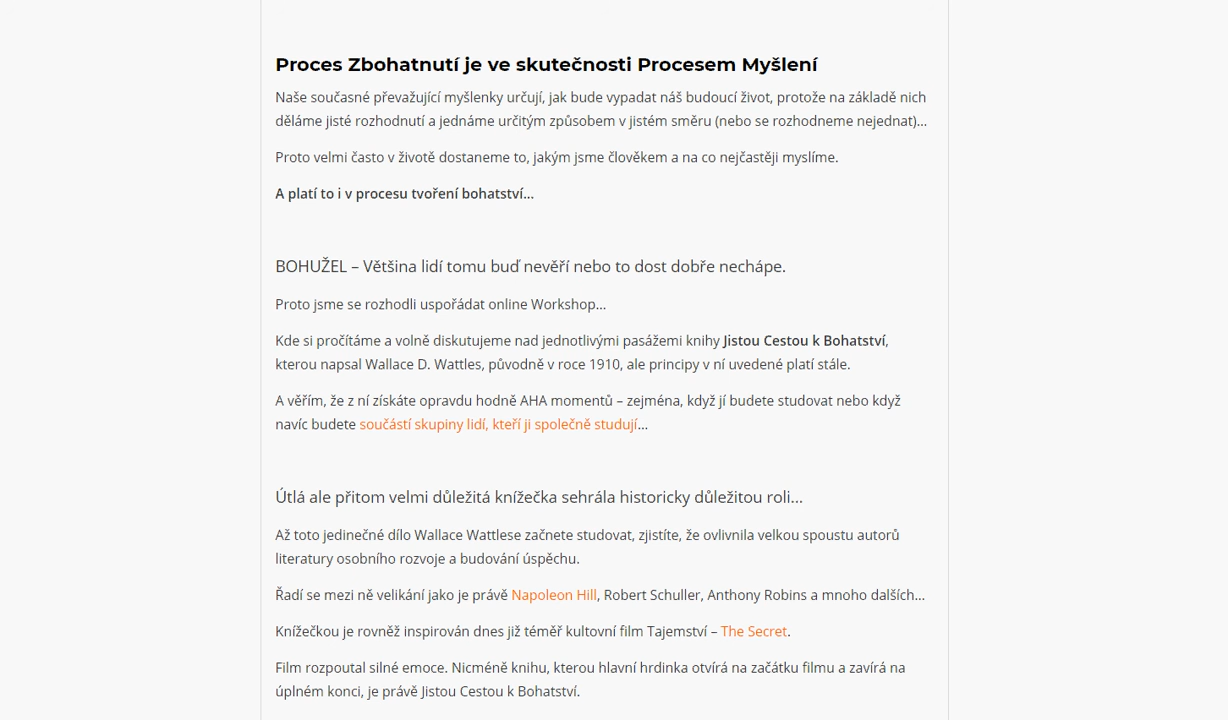 Proces Zbohatnutí je ve skutečnosti Procesem Myšlení
Naše současné převažující myšlenky určují, jak bude vypadat náš budoucí život, protože na základě nich
děláme jisté rozhodnutí a jednáme určitým způsobem v jistém směru (nebo se rozhodneme nejednat)...
Proto velmi často v životě dostaneme to, jakým jsme člověkem a na co nejčastěji myslíme.
A platí to i v procesu tvoření bohatství...
BOHUŽEL – Většina lidí tomu buď nevěří nebo to dost dobře nechápe.
Proto jsme se rozhodli uspořádat online Workshop...
Kde si pročítáme a volně diskutujeme nad jednotlivými pasážemi knihy Jistou Cestou k Bohatství,
kterou napsal Wallace D. Wattles, původně v roce 1910, ale principy v ní uvedené platí stále.
A věřím, že z ní získáte opravdu hodně AHA momentů – zejména, když jí budete studovat nebo když
navíc budete součástí skupiny lidí, kteří ji společně studují...
Útlá ale přitom velmi důležitá knížečka sehrála historicky důležitou roli...
Až toto jedinečné dílo Wallace Wattlese začnete studovat, zjistíte, že ovlivnila velkou spoustu autorů
literatury osobního rozvoje a budování úspěchu.
Řadí se mezi ně velikání jako je právě Napoleon Hill, Robert Schuller, Anthony Robins a mnoho dalších...
Knížečkou je rovněž inspirován dnes již téměř kultovní film Tajemství – The Secret.
Film rozpoutal silné emoce. Nicméně knihu, kterou hlavní hrdinka otvírá na začátku filmu a zavírá na
úplném konci, je právě Jistou Cestou k Bohatství.